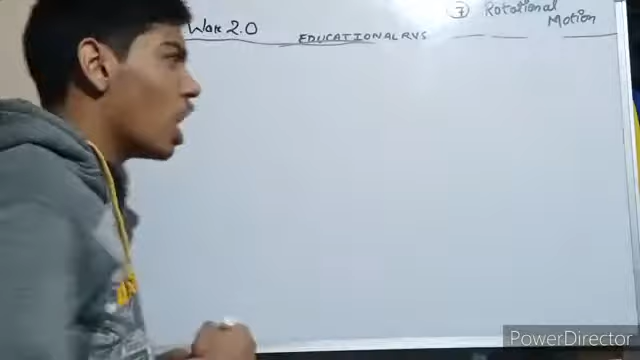 War 2.0
EDUCATIONAL RVS
7 Rotational
Motion
PowerDirector